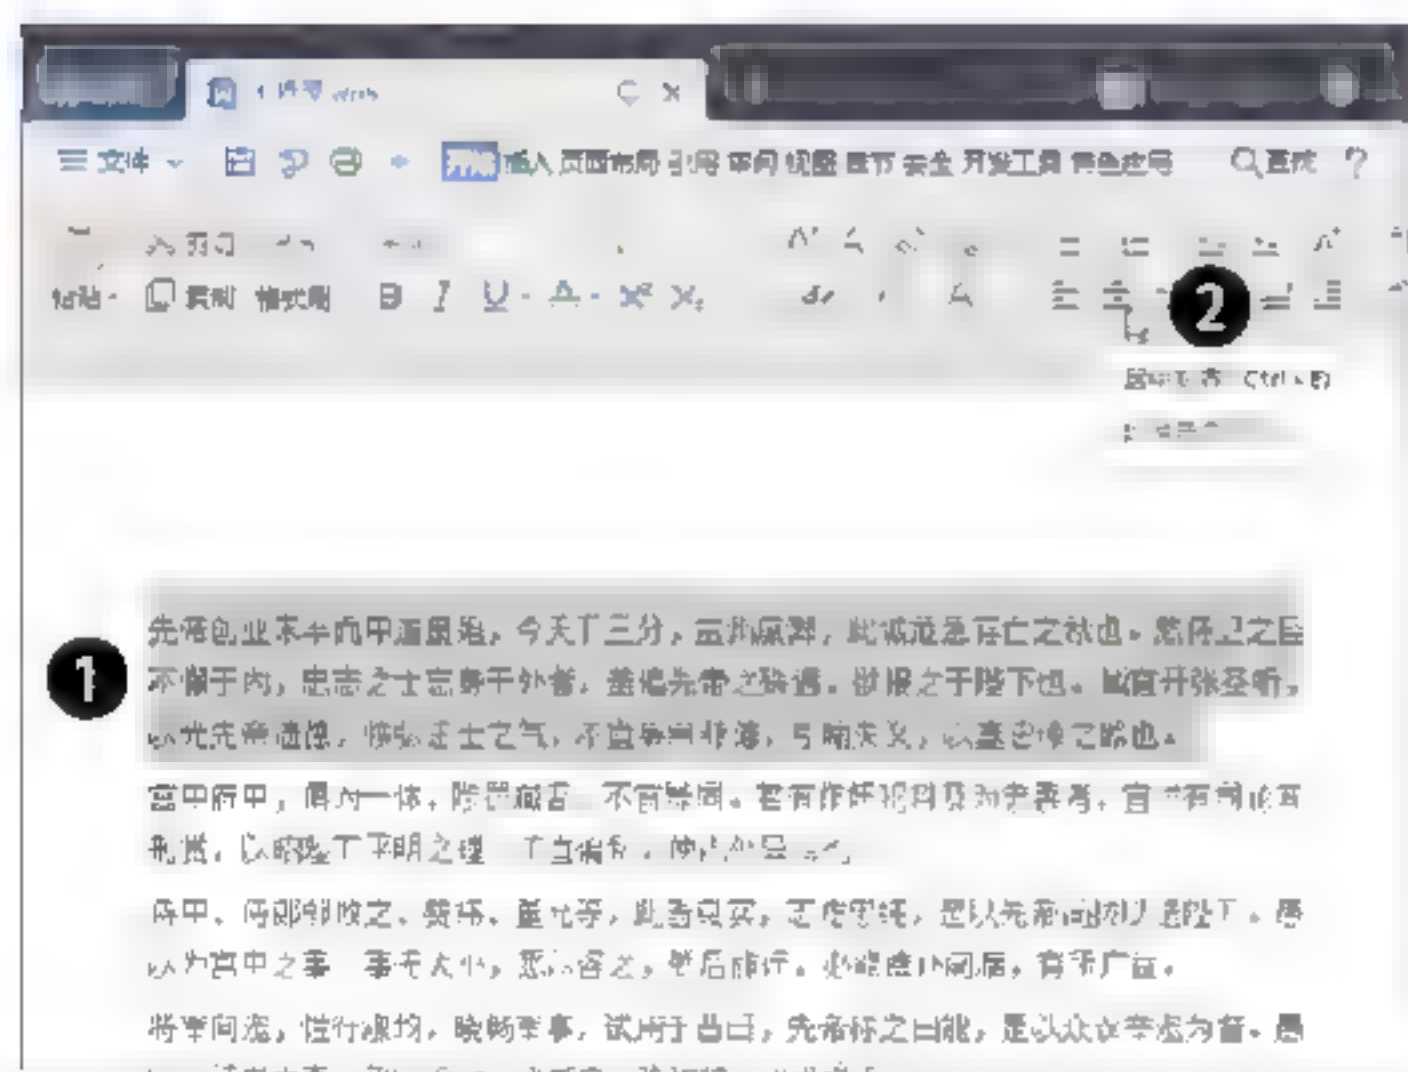 文件 开始 插入 页面布局 引用 审阅 视图 章节 安全 开发工具 特色应用 查找 ?
剪切
粘贴 复制 格式刷 B I U A X² X₂ A
2
居中对齐 Ctrl+E
1
先帝创业未半而中道崩殂,今天下三分,益州疲弊,此诚危急存亡之秋也。然侍卫之臣
不懈于内,忠志之士忘身于外者,盖追先帝之殊遇,欲报之于陛下也。诚宜开张圣听,
以光先帝遗德,恢弘志士之气,不宜妄自菲薄,引喻失义,以塞忠谏之路也。
宫中府中,俱为一体,陟罚臧否,不宜异同。若有作奸犯科及为忠善者,宜付有司论其
刑赏,以昭陛下平明之理
侍中、侍郎郭攸之、费祎、董允等,此皆良实,志虑忠纯,是以先帝简拔以遗陛下。愚
以为宫中之事 事无大小,悉以咨之,然后施行,必能裨补阙漏,有所广益。
将军向宠,性行淑均,晓畅军事,试用于昔日,先帝称之曰能,是以众议举宠为督。愚